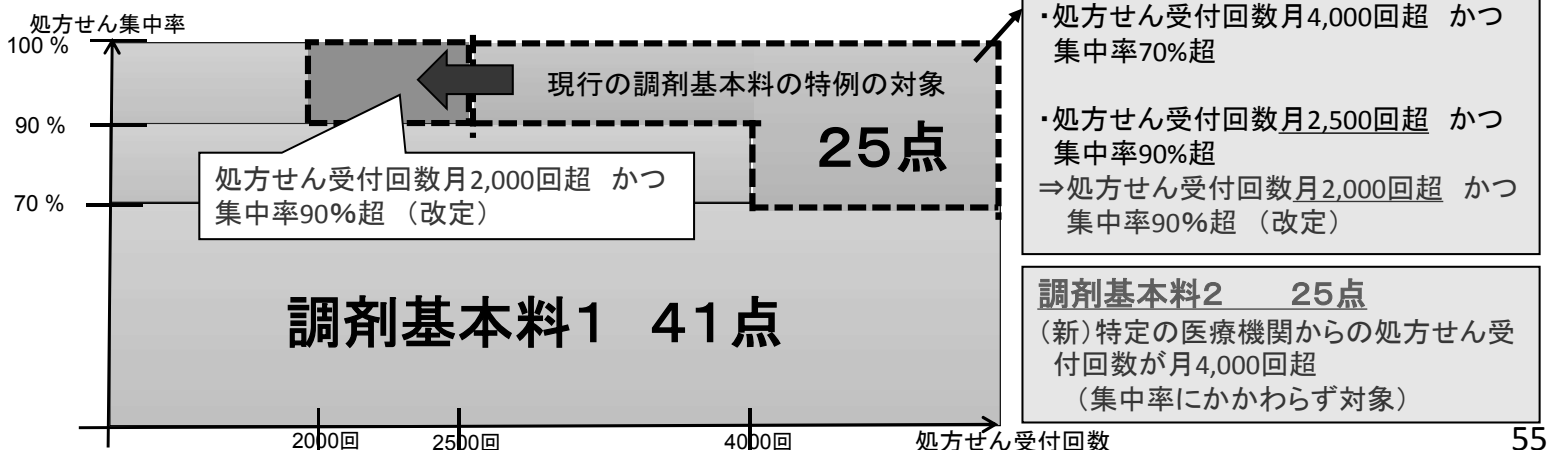 処方せん集中率
100 %
90 %
70 %
現行の調剤基本料の特例の対象
25点
処方せん受付回数月2,000回超 かつ
集中率90%超 （改定）
調剤基本料1 41点
2000回
2500回
4000回
処方せん受付回数
・処方せん受付回数月4,000回超 かつ
集中率70%超
・処方せん受付回数月2,500回超 かつ
集中率90%超
⇒処方せん受付回数月2,000回超 かつ
集中率90%超 （改定）
調剤基本料2 25点
（新）特定の医療機関からの処方せん受
付回数が月4,000回超
（集中率にかかわらず対象）
55